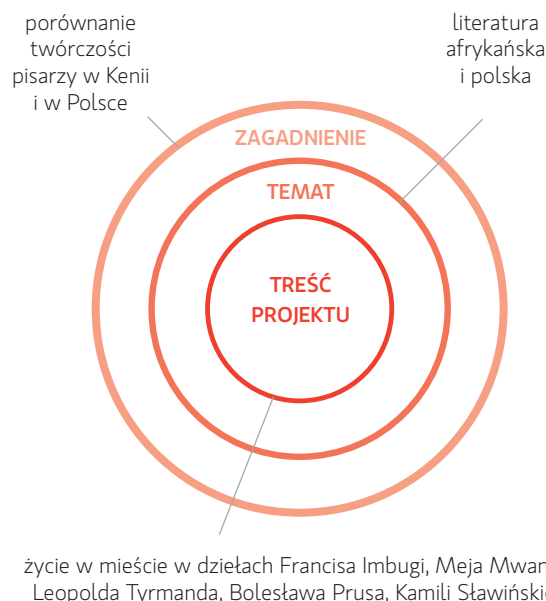 porównanie
twórczości
pisarzy w Kenii
i w Polsce
literatura
afrykańska
i polska
ZAGADNIENIE
TEMAT
TREŚĆ
PROJEKTU
życie w mieście w dziełach Francisa Imbugi, Meja
Leopolda Tyrmanda, Bolesława Prusa, Kamili